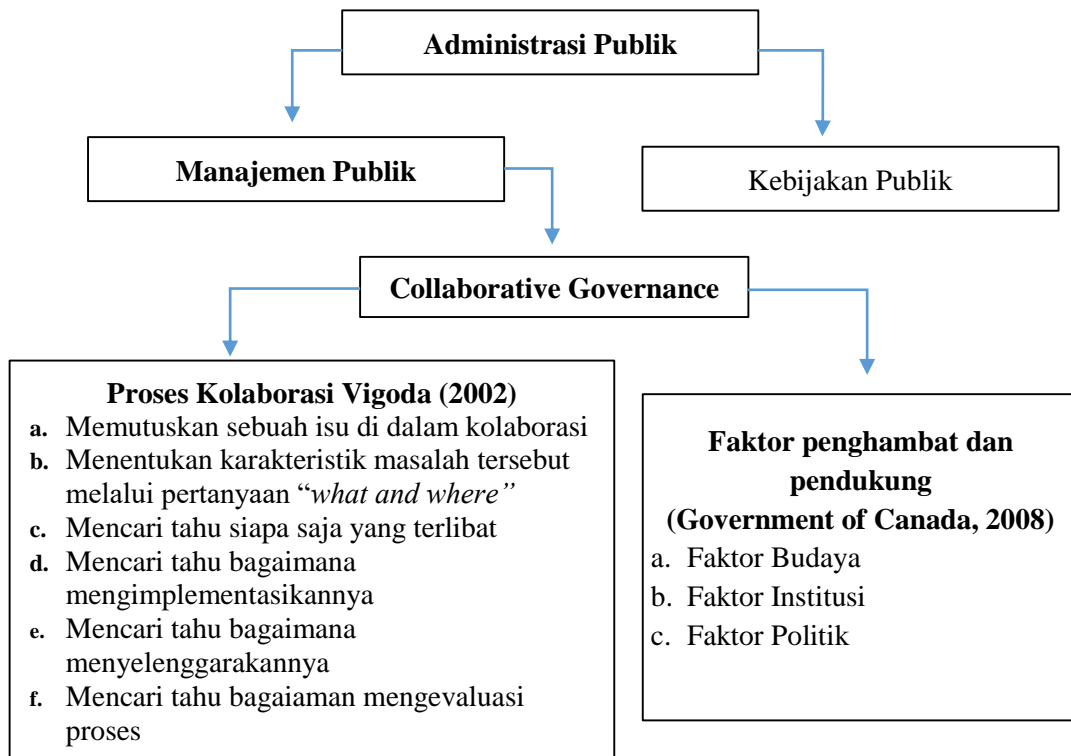 Administrasi Publik
Manajemen Publik
Kebijakan Publik
Collaborative Governance
Proses Kolaborasi Vigoda (2002)
a. Memutuskan sebuah isu di dalam kolaborasi
b. Menentukan karakteristik masalah tersebut
melalui pertanyaan “what and where”
c. Mencari tahu siapa saja yang terlibat
d. Mencari tahu bagaimana
mengimplementasikannya
e. Mencari tahu bagaimana
menyelenggarakannya
f. Mencari tahu bagaiaman mengevaluasi
proses
Faktor penghambat dan
pendukung
(Government of Canada, 2008)
a. Faktor Budaya
b. Faktor Institusi
c. Faktor Politik